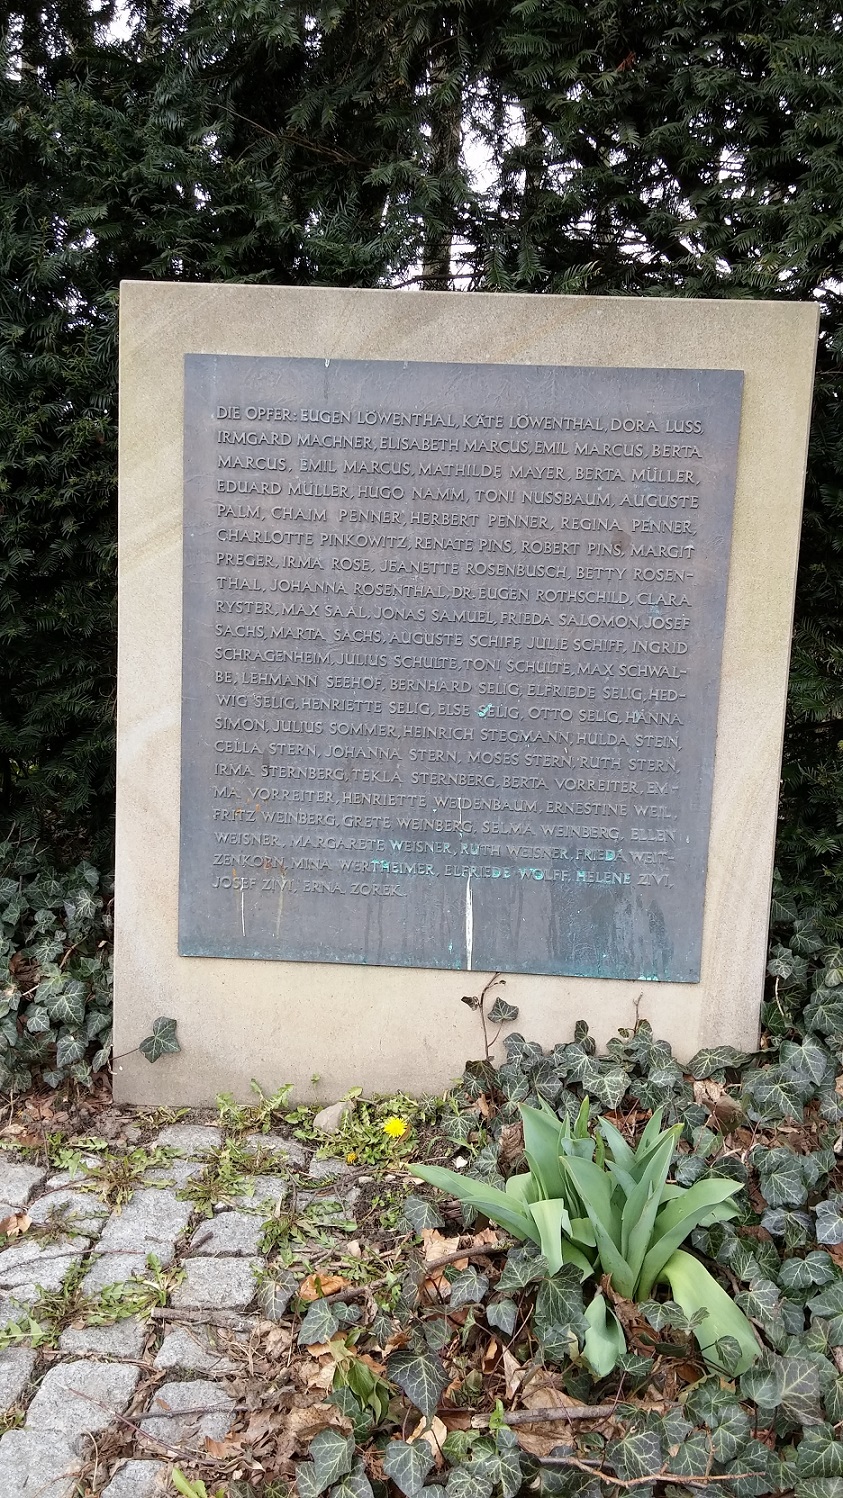 DIE OPFER: EUGEN LÖWENTHAL, KÄTE LÖWENTHAL, DORA LUSS
IRMGARD MACHNER, ELISABETH MARCUS, EMIL MARCUS, BERTA
MARCUS, EMIL MARCUS, MATHILDE MAYER, BERTA MÜLLER,
EDUARD MÜLLER, HUGO NAMM, TONI NUSSBAUM, AUGUSTE
PALM, CHAIM PENNER, HERBERT PENNER, REGINA PENNER,
CHARLOTTE PINKOWITZ, RENATE PINS, ROBERT PINS, MARGIT
PREGER, IRMA ROSE, JEANETTE ROSENBUSCH, BETTY ROSEN-
THAL, JOHANNA ROSENTHAL, DR. EUGEN ROTHSCHILD, CLARA
RYSTER, MAX SAAL, JONAS SAMUEL, FRIEDA SALOMON, JOSEF
SACHS, MARTA SACHS, AUGUSTE SCHIFF, JULIE SCHIFF, INGRID
SCHRAGENHEIM, JULIUS SCHULTE, TONI SCHULTE, MAX SCHWAL-
BE, LEHMANN SEEHOF, BERNHARD SELIG, ELFRIEDE SELIG, HED-
WIG SELIG, HENRIETTE SELIG, ELSE SELIG, OTTO SELIG, HANNA
SIMON, JULIUS SOMMER, HEINRICH STEGMANN, HULDA STEIN,
CELLA STERN, JOHANNA STERN, MOSES STERN, RUTH STERN,
IRMA STERNBERG, TEKLA STERNBERG, BERTA VORREITER, EM-
MA VORREITER, HENRIETTE WEIDENBAUM, ERNESTINE WEIL,
FRITZ WEINBERG, GRETE WEINBERG, SELMA WEINBERG, ELLEN
WEISNER, MARGARETE WEISNER, RUTH WEISNER, FRIEDA WEIT-
ZENKORN, MINA WERTHEIMER, ELFRIEDE WOLFF, HELENE ZIVI,
JOSEF ZIVI, ERNA ZOREK.